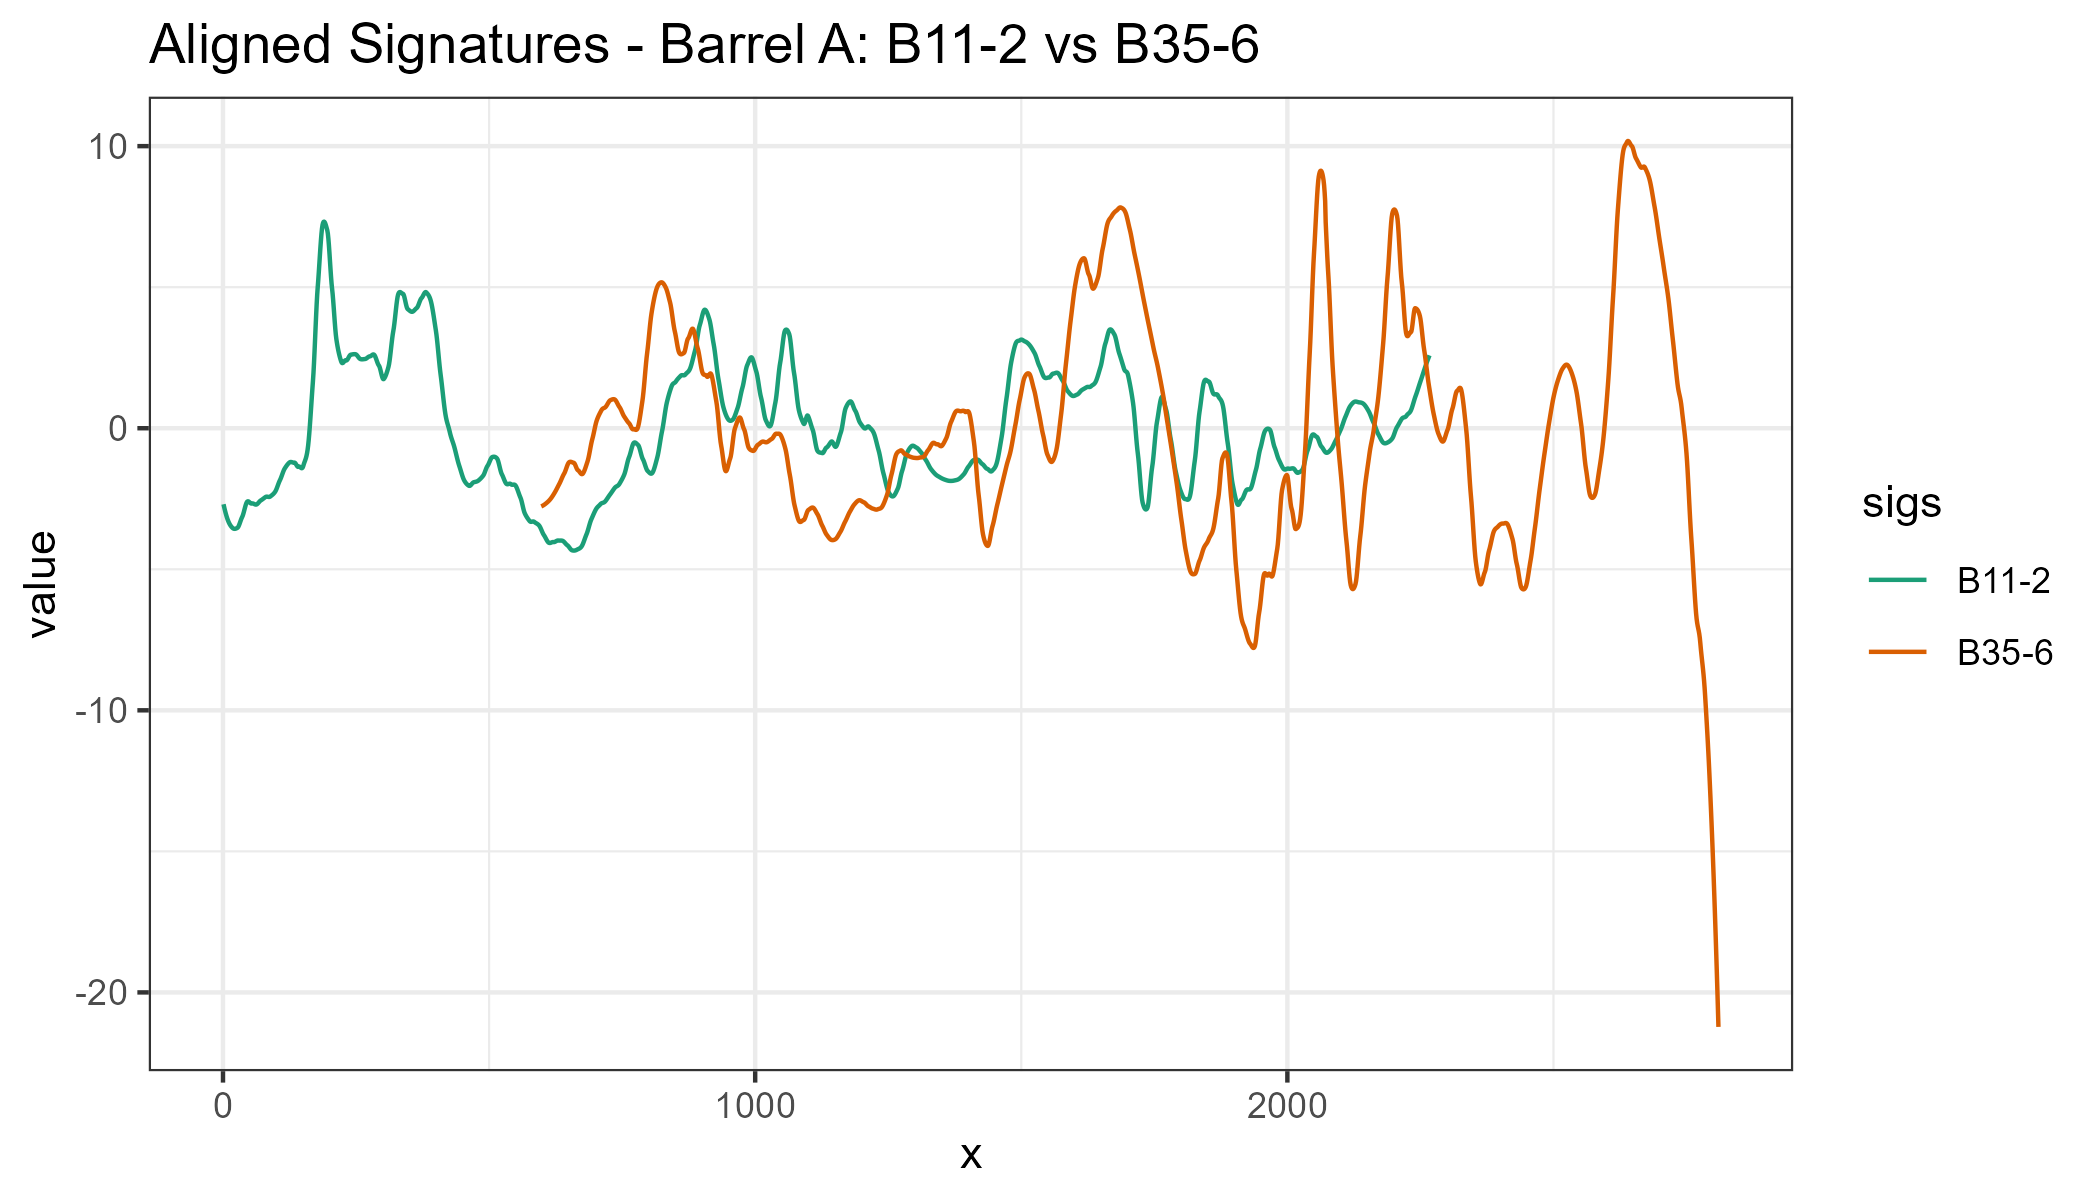 Aligned Signatures - Barrel A: B11-2 vs B35-6
10
0
-10
-20
value
0 1000 2000
x
sigs
B11-2
B35-6